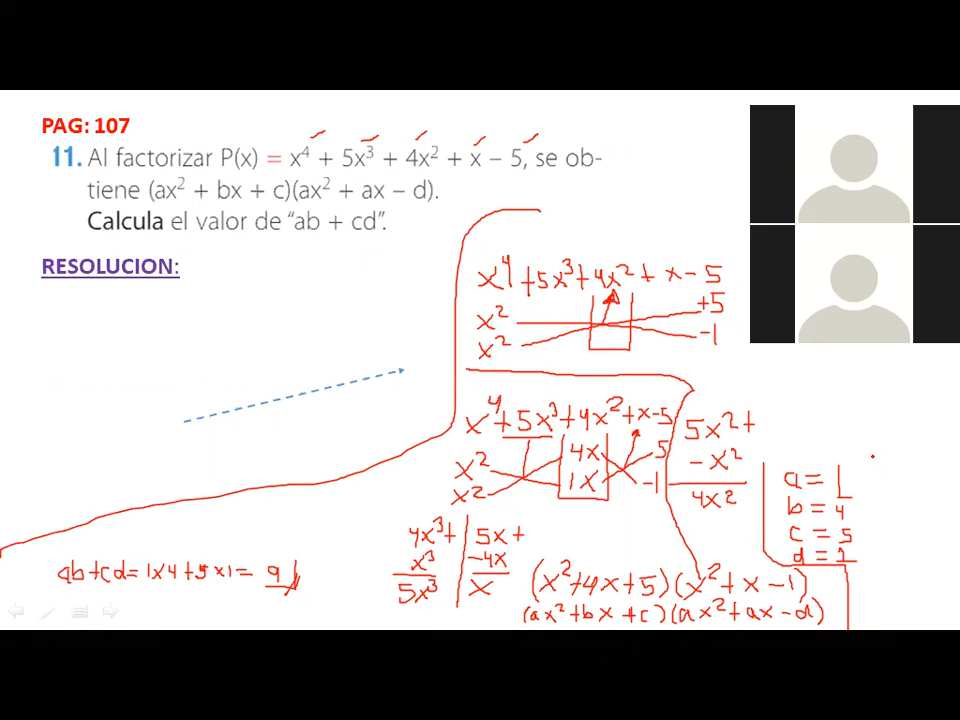 PAG: 107
11. Al factorizar P(x) = x⁴ + 5x³ + 4x² + x – 5, se ob-
tiene (ax² + bx + c)(ax² + ax – d).
Calcula el valor de “ab + cd”.
RESOLUCION:
x⁴ + 5x³ + 4x² + x – 5
x² +5
x² –1
x⁴ + 5x³ + 4x² + x – 5
x² 4x 5
x² 1x –1
5x² +
– x²
4x²
a = 1
b = 4
c = 5
d = 1
4x³ + 5x +
x³ –4x
5x³ x
(x² + 4x + 5)(x² + x – 1)
(ax² + bx + c)(ax² + ax – d)
ab + cd = 1x4 + 5x1 = 9